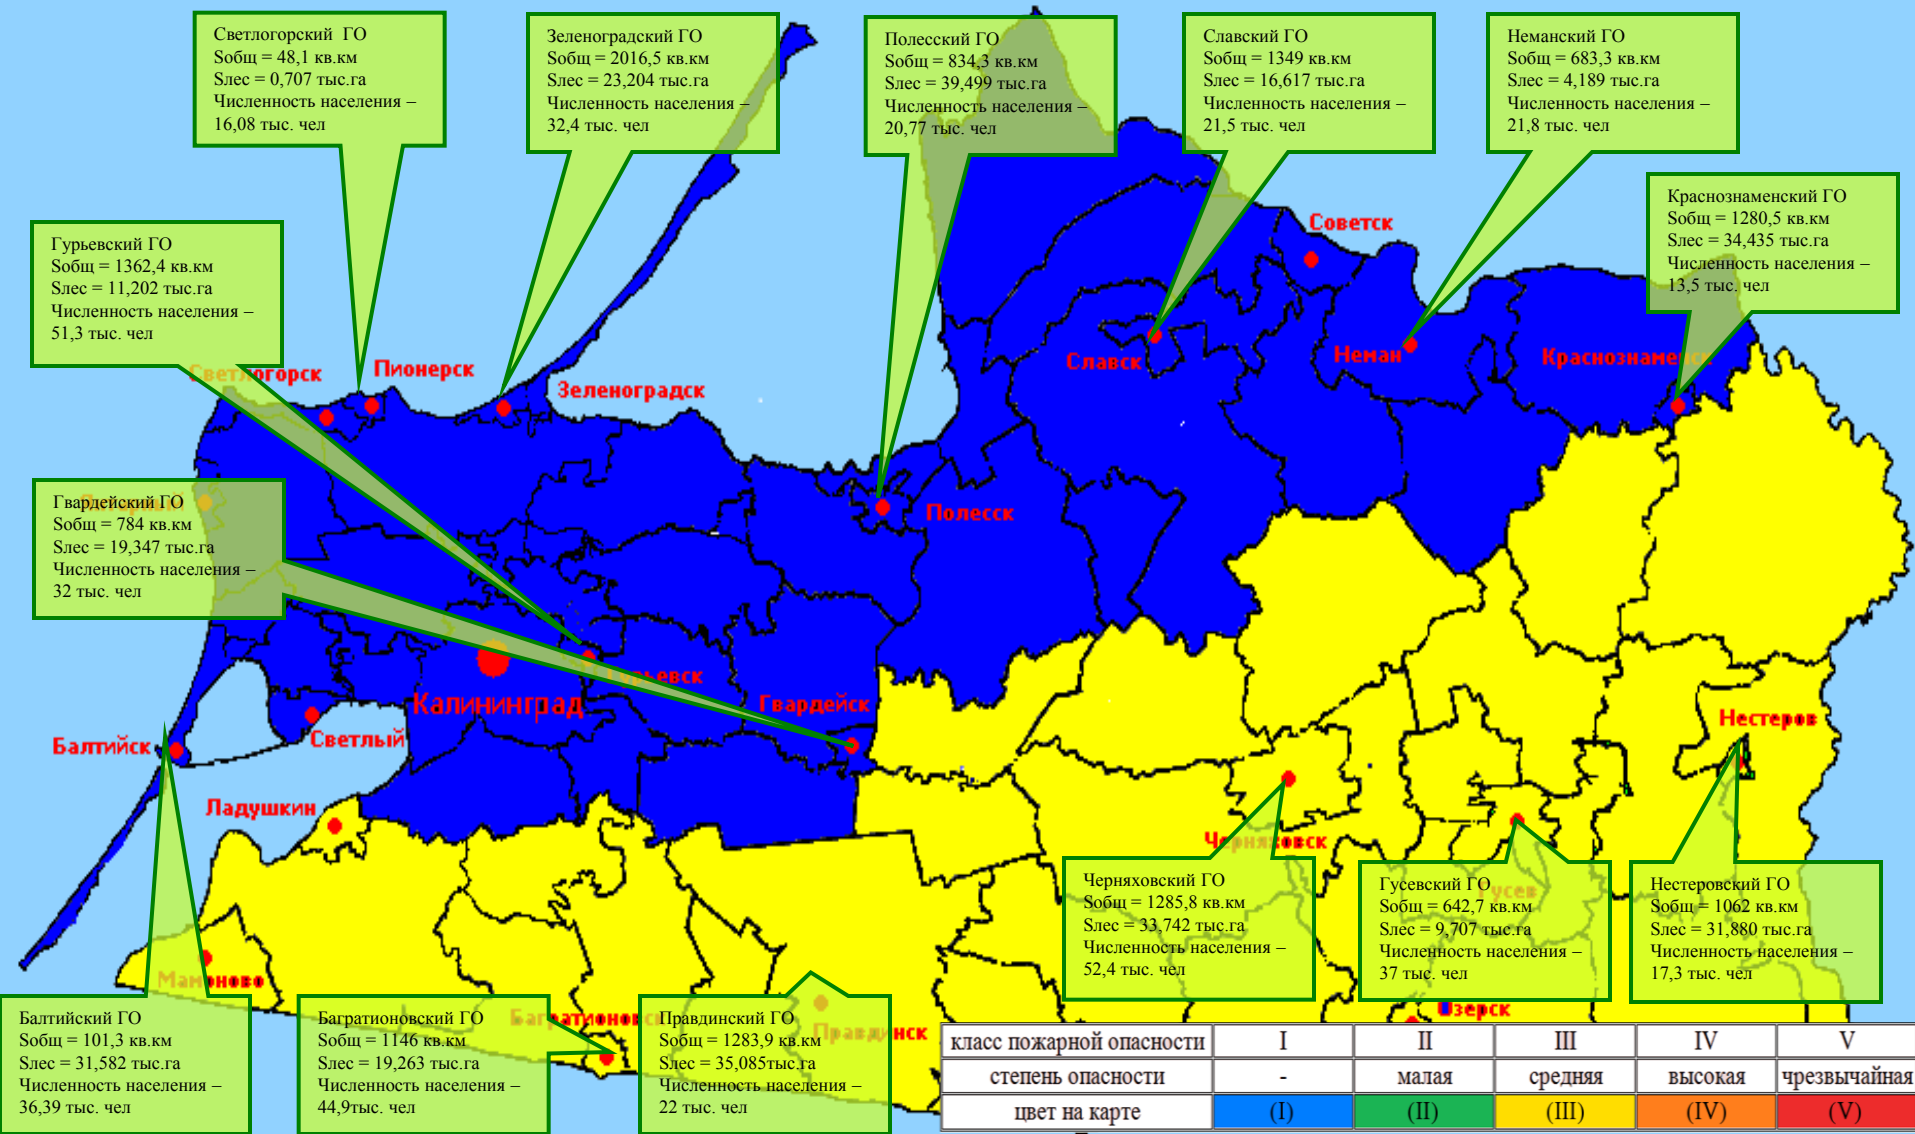 Светлогорский ГО
Sобщ = 48,1 кв.км
Sлес = 0,707 тыс.га
Численность населения –
16,08 тыс. чел
Зеленоградский ГО
Sобщ = 2016,5 кв.км
Sлес = 23,204 тыс.га
Численность населения –
32,4 тыс. чел
Полесский ГО
Sобщ = 834,3 кв.км
Sлес = 39,499 тыс.га
Численность населения –
20,77 тыс. чел
Славский ГО
Sобщ = 1349 кв.км
Sлес = 16,617 тыс.га
Численность населения –
21,5 тыс. чел
Неманский ГО
Sобщ = 683,3 кв.км
Sлес = 4,189 тыс.га
Численность населения –
21,8 тыс. чел
Краснознаменский ГО
Sобщ = 1280,5 кв.км
Sлес = 34,435 тыс.га
Численность населения –
13,5 тыс. чел
Гурьевский ГО
Sобщ = 1362,4 кв.км
Sлес = 11,202 тыс.га
Численность населения –
51,3 тыс. чел
Советск
Славск
Неман
Краснознаменск
Светлогорск
Пионерск
Зеленоградск
Гвардейский ГО
Sобщ = 784 кв.км
Sлес = 19,347 тыс.га
Численность населения –
32 тыс. чел
Полесск
Гурьевск
Калининград
Гвардейск
Нестеров
Балтийск
Светлый
Ладушкин
Черняховск
Гусев
Мамоново
Багратионовск
Правдинск
Озерск
Черняховский ГО
Sобщ = 1285,8 кв.км
Sлес = 33,742 тыс.га
Численность населения –
52,4 тыс. чел
Гусевский ГО
Sобщ = 642,7 кв.км
Sлес = 9,707 тыс.га
Численность населения –
37 тыс. чел
Нестеровский ГО
Sобщ = 1062 кв.км
Sлес = 31,880 тыс.га
Численность населения –
17,3 тыс. чел
Балтийский ГО
Sобщ = 101,3 кв.км
Sлес = 31,582 тыс.га
Численность населения –
36,39 тыс. чел
Багратионовский ГО
Sобщ = 1146 кв.км
Sлес = 19,263 тыс.га
Численность населения –
44,9тыс. чел
Правдинский ГО
Sобщ = 1283,9 кв.км
Sлес = 35,085тыс.га
Численность населения –
22 тыс. чел
класс пожарной опасности I II III IV V
степень опасности - малая средняя высокая чрезвычайная
цвет на карте (I) (II) (III) (IV) (V)